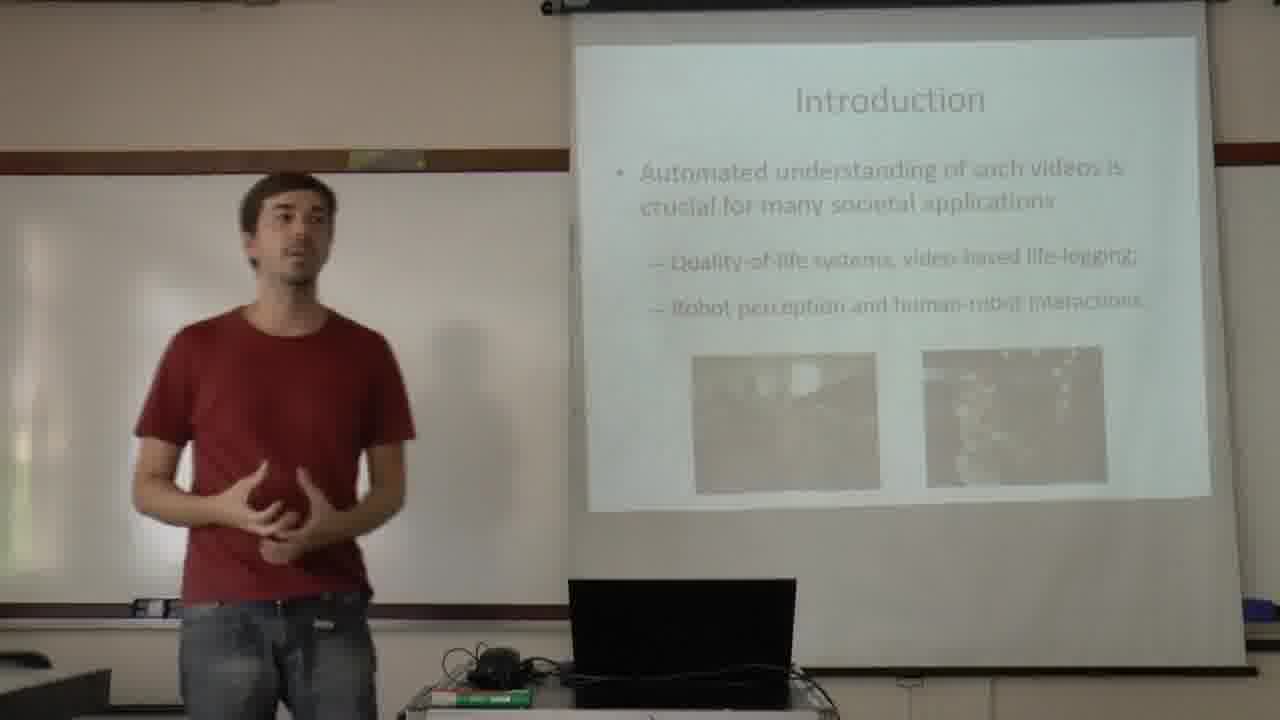 Introduction
• Automated understanding of such videos is
crucial for many societal applications
– Quality-of-life systems, video-based life-logging;
– Robot perception and human-robot interactions.